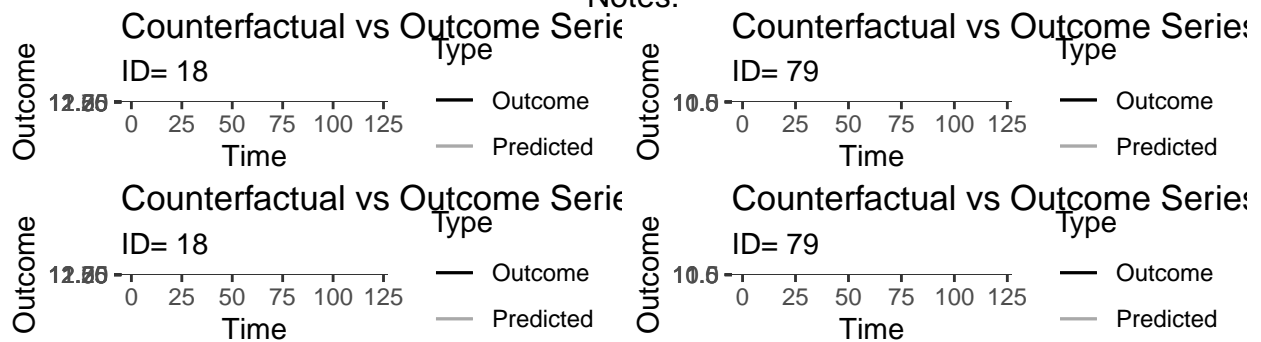 Notes:
Counterfactual vs Outcome Serie
Type
ID= 18
Outcome
Outcome
Predicted
0 25 50 75 100 125
Time
Counterfactual vs Outcome Series
Type
ID= 79
Outcome
Outcome
Predicted
0 25 50 75 100 125
Time
Counterfactual vs Outcome Serie
Type
ID= 18
Outcome
Outcome
Predicted
0 25 50 75 100 125
Time
Counterfactual vs Outcome Series
Type
ID= 79
Outcome
Outcome
Predicted
0 25 50 75 100 125
Time